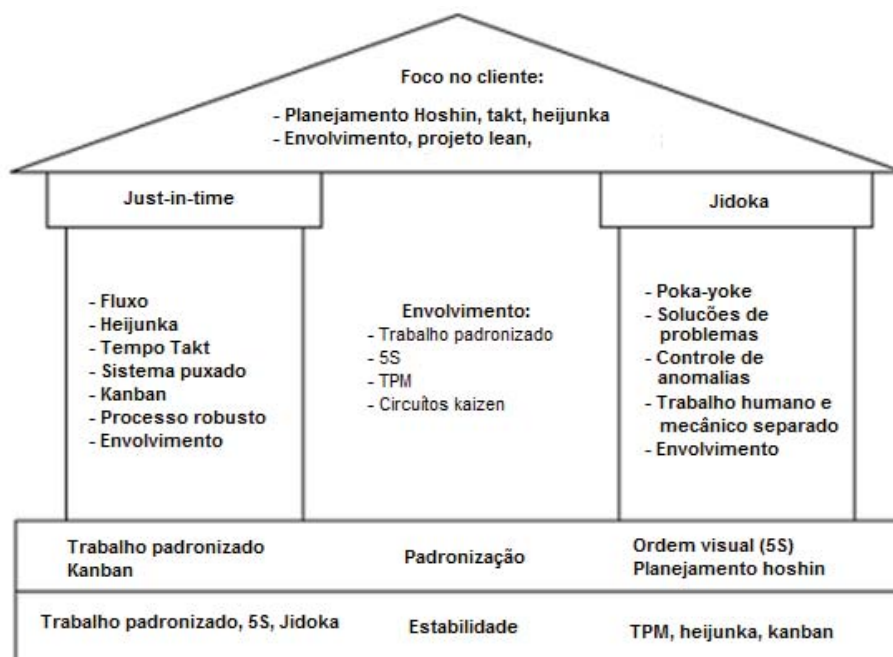 Foco no cliente:
- Planejamento Hoshin, takt, heijunka
- Envolvimento, projeto lean,
Just-in-time
Jidoka
- Fluxo
- Heijunka
- Tempo Takt
- Sistema puxado
- Kanban
- Processo robusto
- Envolvimento
Envolvimento:
- Trabalho padronizado
- 5S
- TPM
- Circuítos kaizen
- Poka-yoke
- Soluções de
problemas
- Controle de
anomalias
- Trabalho humano e
mecânico separado
- Envolvimento
Trabalho padronizado
Kanban
Padronização
Ordem visual (5S)
Planejamento hoshin
Trabalho padronizado, 5S, Jidoka
Estabilidade
TPM, heijunka, kanban